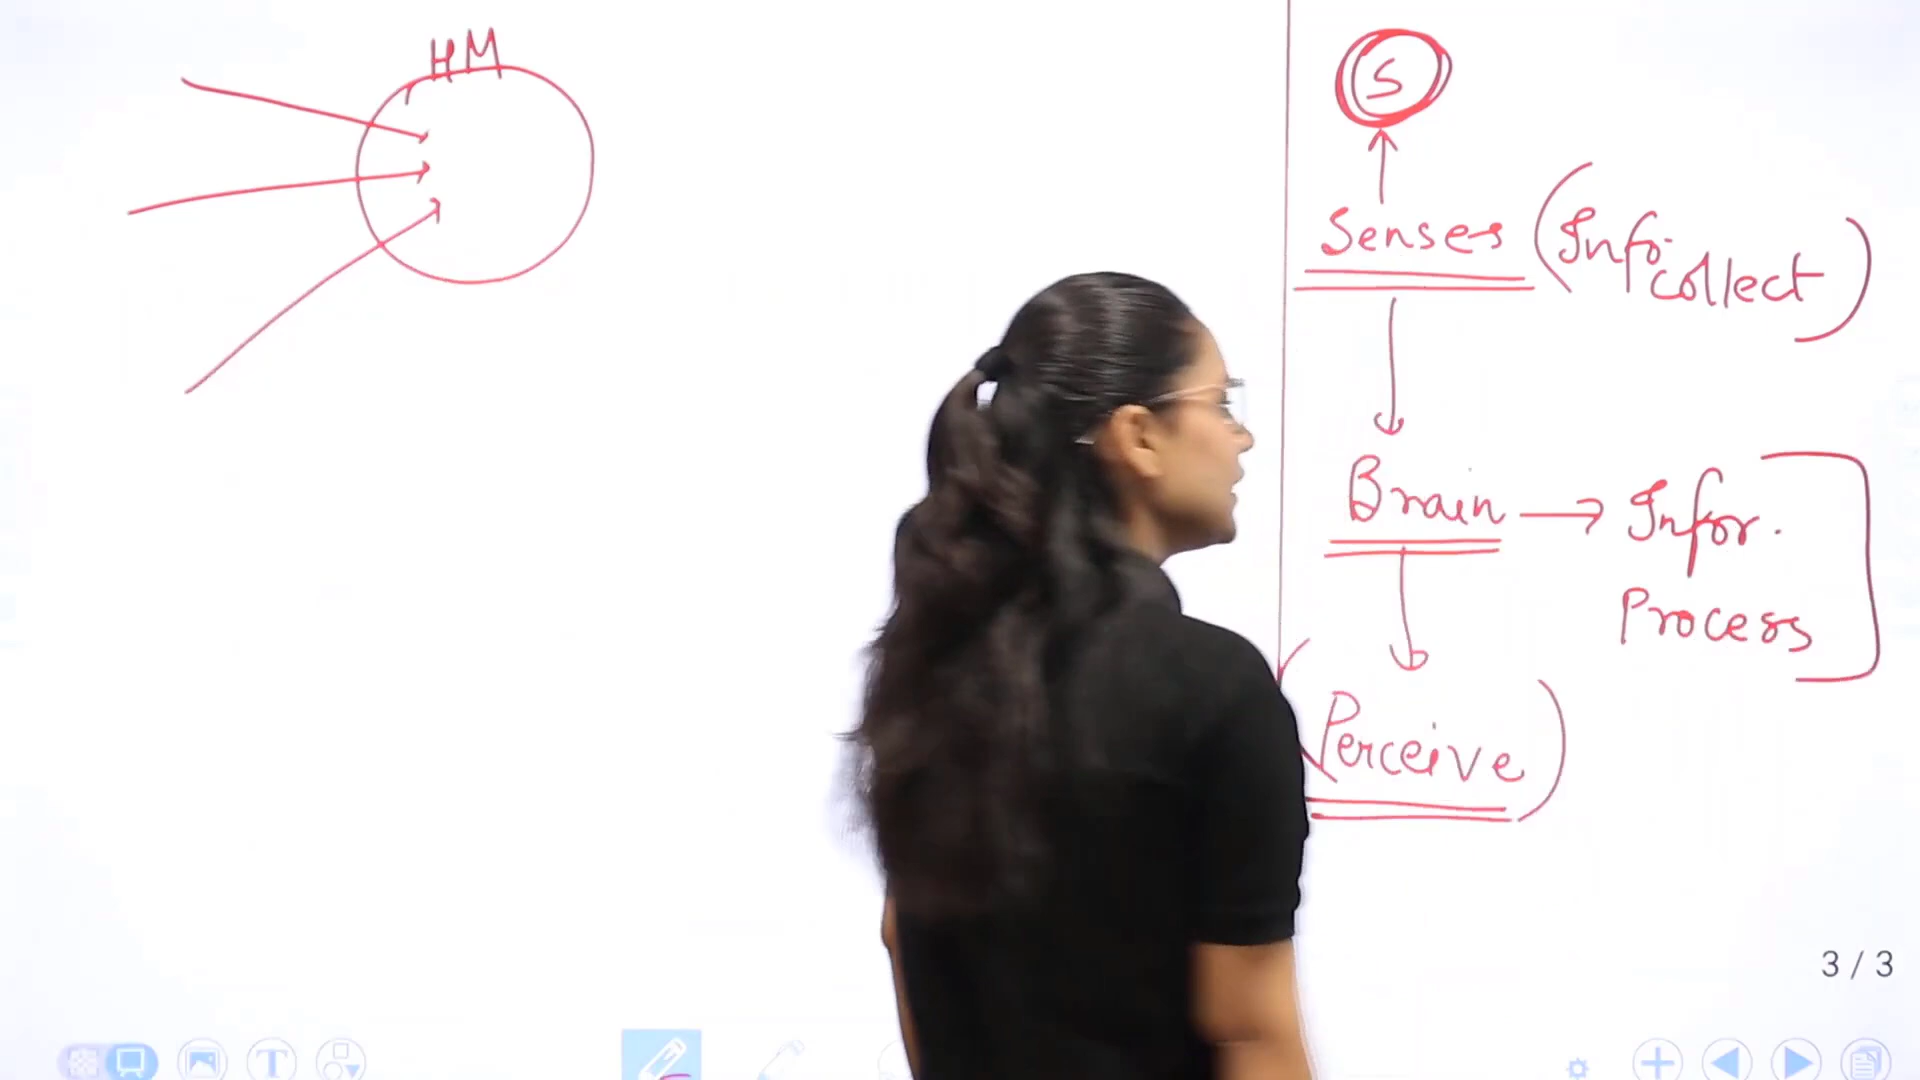 HM
S
Senses (Info.
collect)
Brain → Infor.
Process
(Perceive)
3 / 3
T